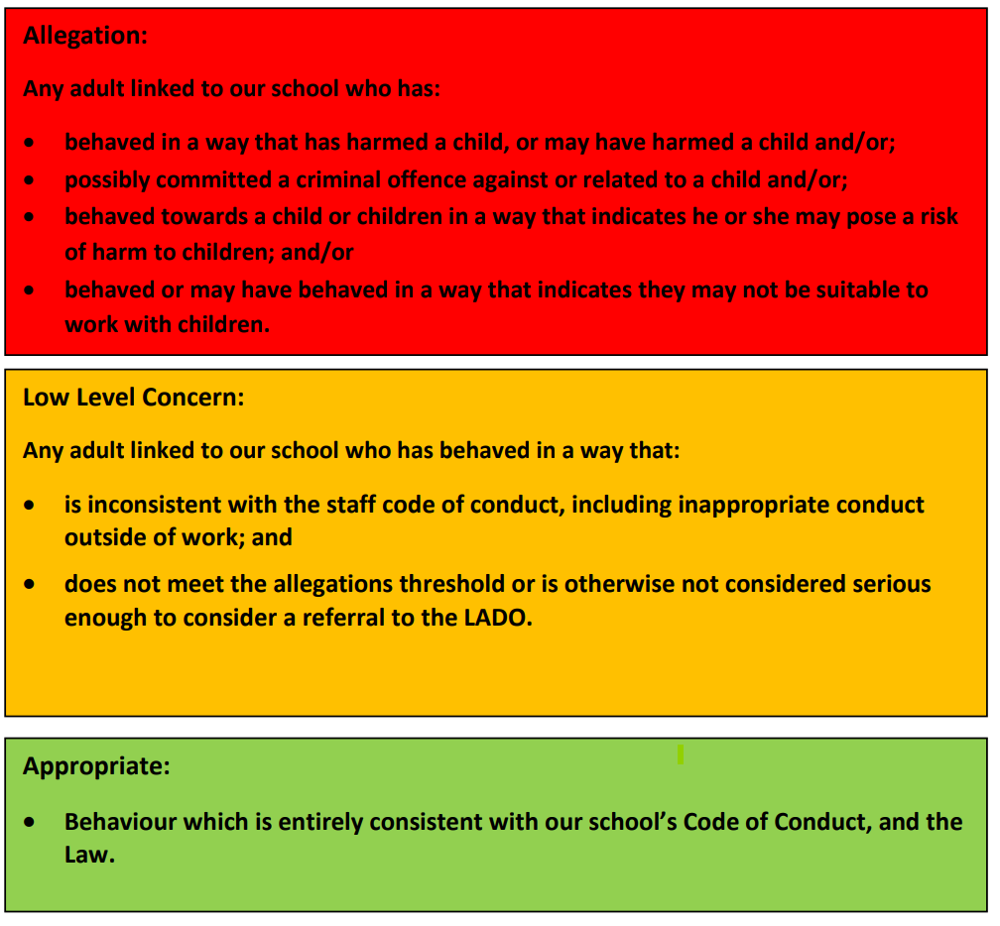 Allegation:
Any adult linked to our school who has:
• behaved in a way that has harmed a child, or may have harmed a child and/or;
• possibly committed a criminal offence against or related to a child and/or;
• behaved towards a child or children in a way that indicates he or she may pose a risk
of harm to children; and/or
• behaved or may have behaved in a way that indicates they may not be suitable to
work with children.
Low Level Concern:
Any adult linked to our school who has behaved in a way that:
• is inconsistent with the staff code of conduct, including inappropriate conduct
outside of work; and
• does not meet the allegations threshold or is otherwise not considered serious
enough to consider a referral to the LADO.
Appropriate:
• Behaviour which is entirely consistent with our school’s Code of Conduct, and the
Law.